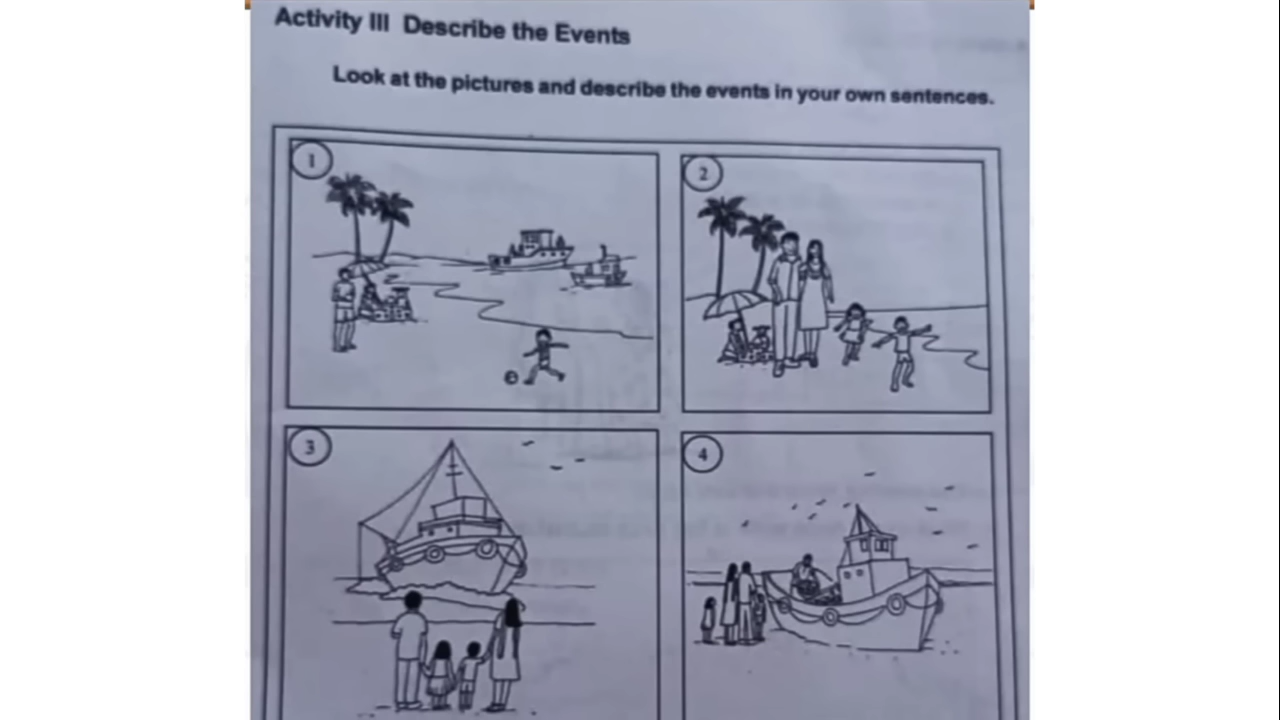 Activity III Describe the Events
Look at the pictures and describe the events in your own sentences.
1
2
3
4